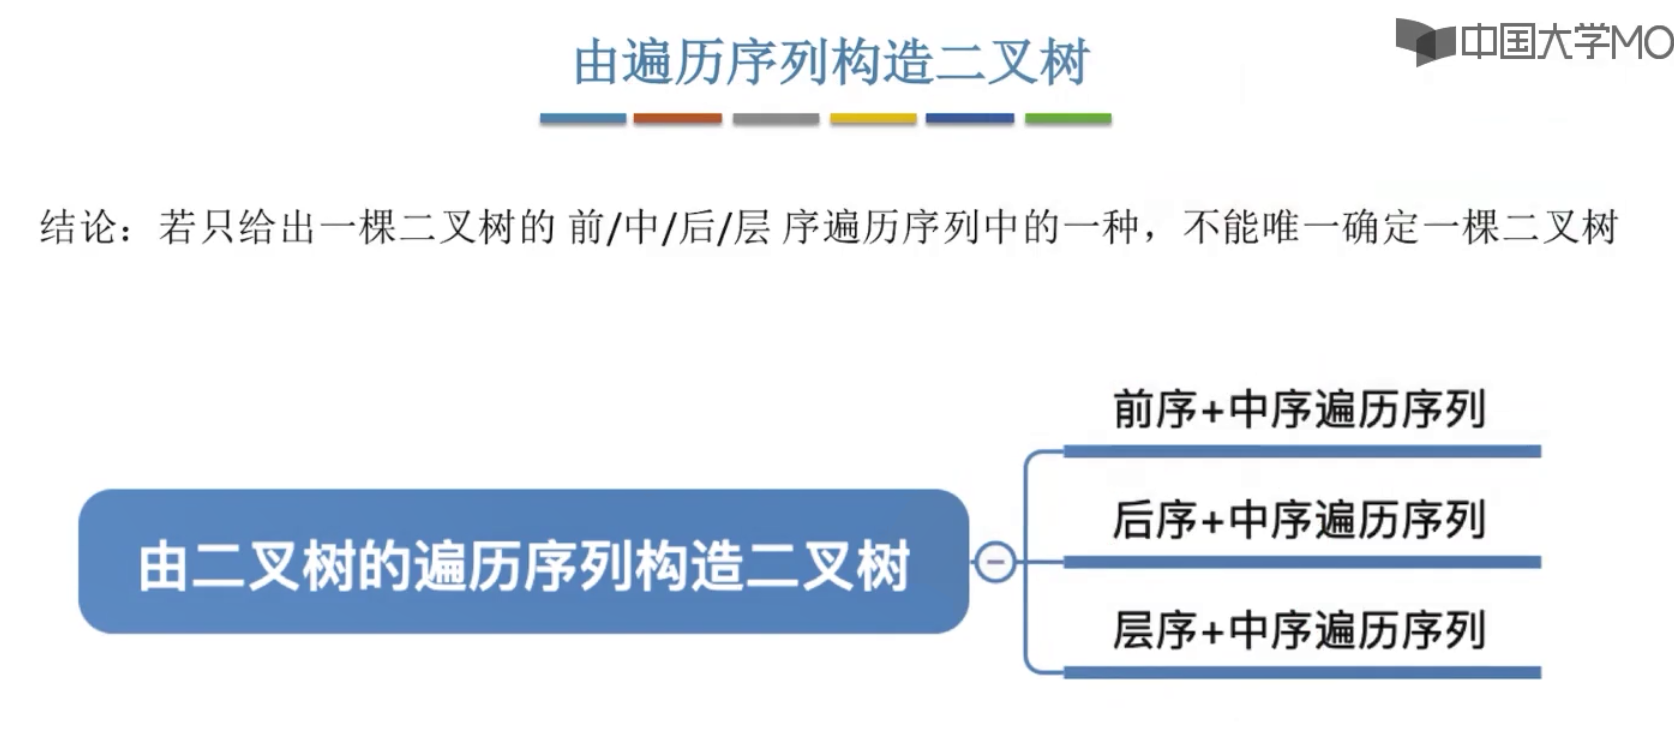 中国大学MO
由遍历序列构造二叉树
结论：若只给出一棵二叉树的 前/中/后/层 序遍历序列中的一种，不能唯一确定一棵二叉树
前序+中序遍历序列
后序+中序遍历序列
由二叉树的遍历序列构造二叉树
层序+中序遍历序列